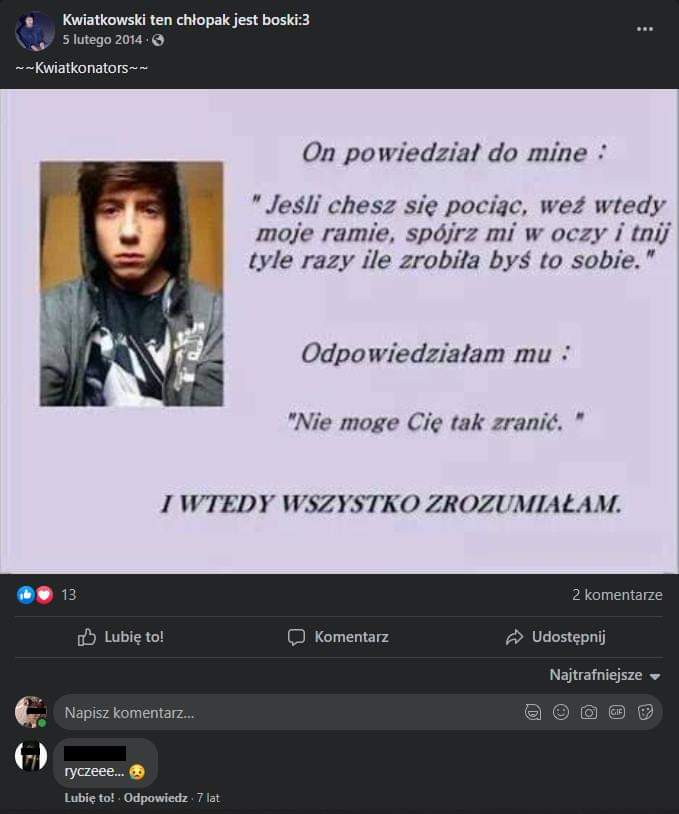 Kwiatkowski ten chłopak jest boski:3
5 lutego 2014 ·
~~Kwiatkonators~~
On powiedział do mine :
" Jeśli chesz się pociąc, weź wtedy
moje ramie, spójrz mi w oczy i tnij
tyle razy ile zrobiła byś to sobie."
Odpowiedziałam mu :
"Nie moge Cię tak zranić. "
I WTEDY WSZYSTKO ZROZUMIAŁAM.
13
2 komentarze
Lubię to!
Komentarz
Udostępnij
Najtrafniejsze
Napisz komentarz...
GIF
ryczeee... 😥
Lubię to! · Odpowiedz · 7 lat